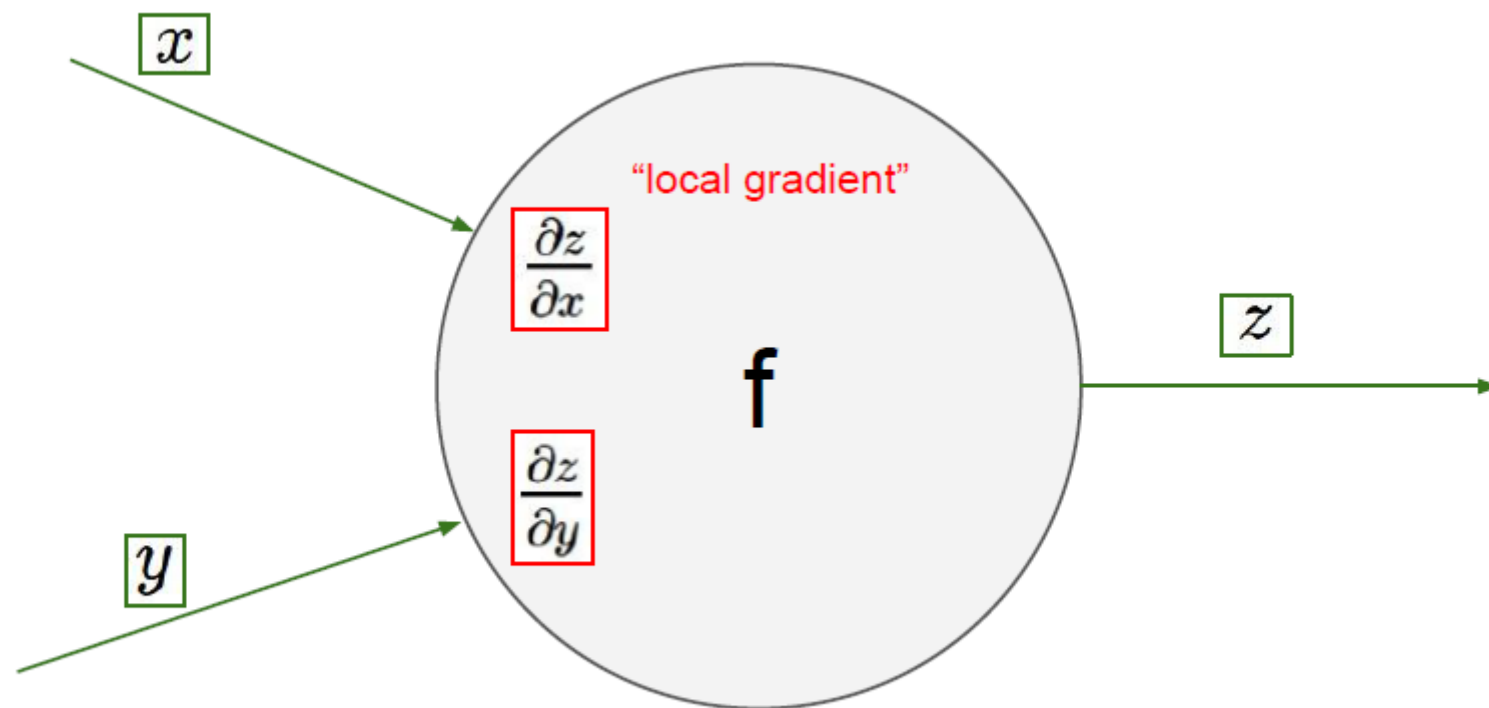 x
“local gradient”
∂z
∂x
z
f
∂z
∂y
y